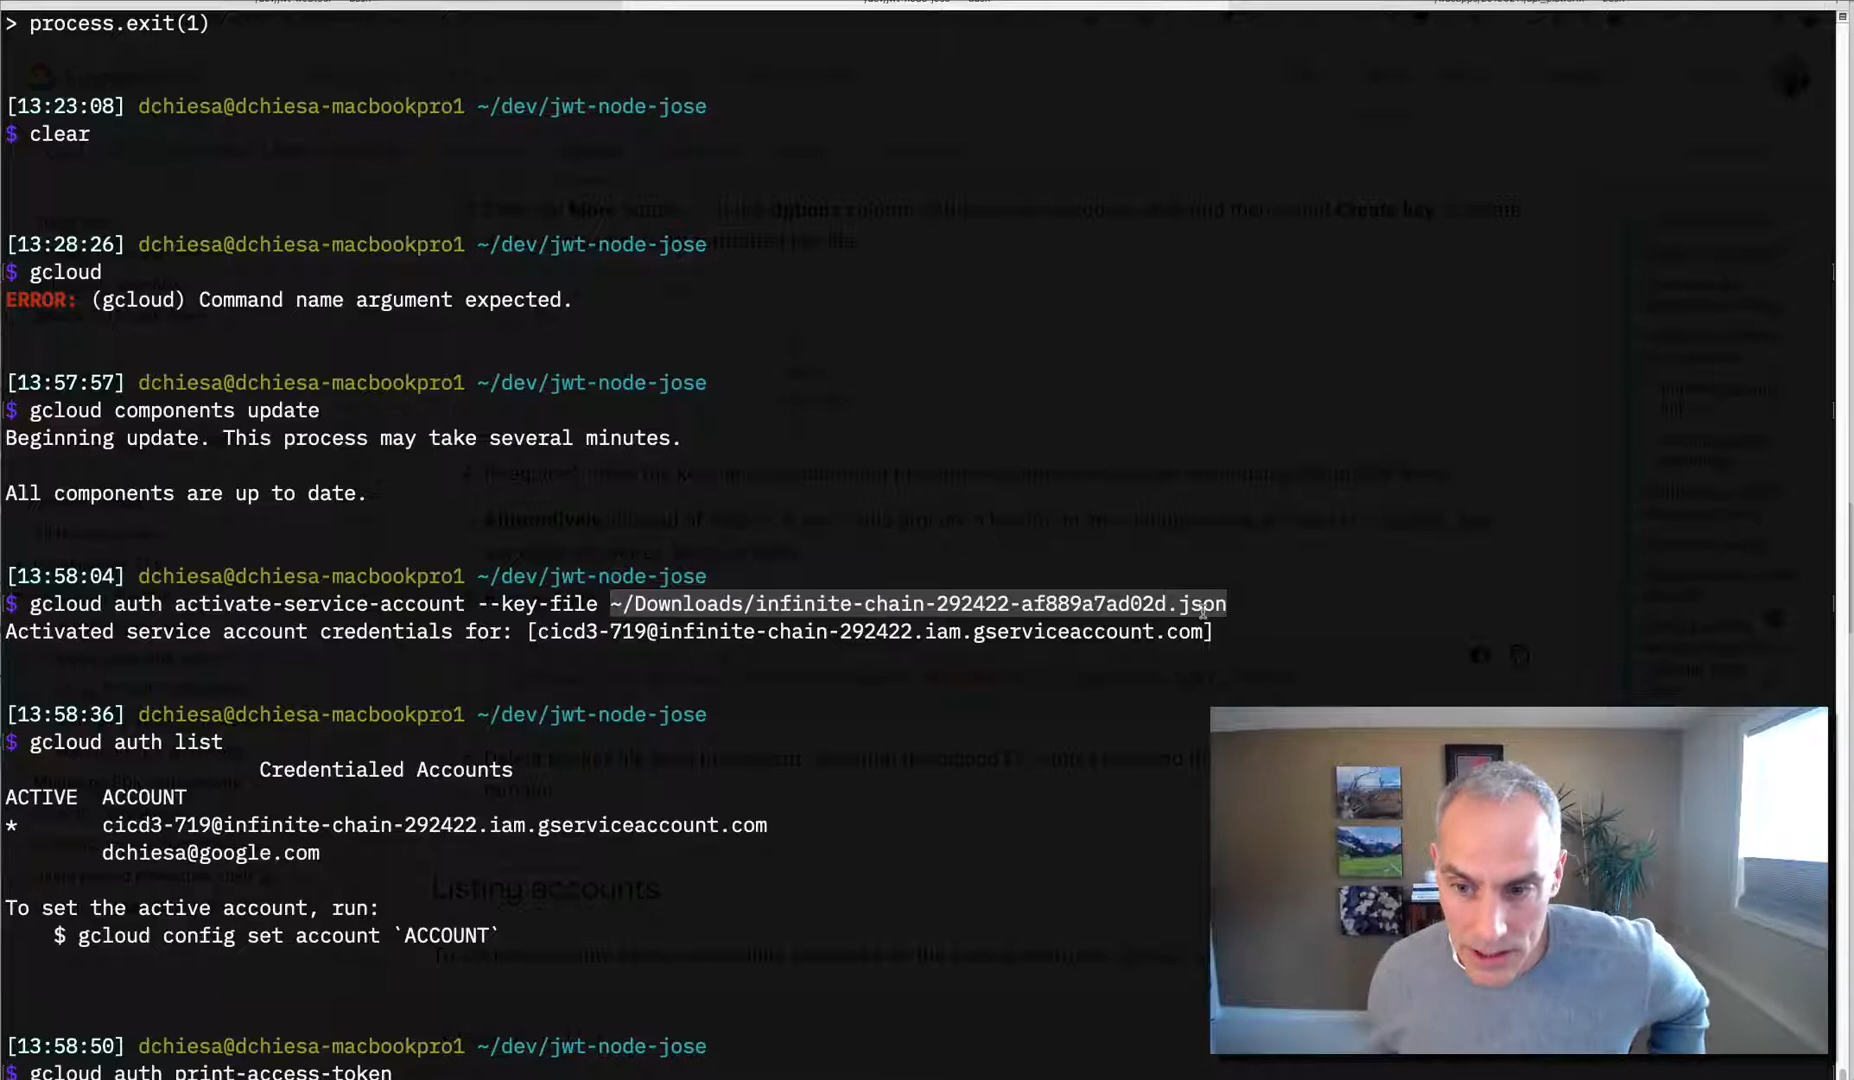 > process.exit(1)
[13:23:08] dchiesa@dchiesa-macbookpro1 ~/dev/jwt-node-jose
$ clear
[13:28:26] dchiesa@dchiesa-macbookpro1 ~/dev/jwt-node-jose
$ gcloud
ERROR: (gcloud) Command name argument expected.
[13:57:57] dchiesa@dchiesa-macbookpro1 ~/dev/jwt-node-jose
$ gcloud components update
Beginning update. This process may take several minutes.
All components are up to date.
[13:58:04] dchiesa@dchiesa-macbookpro1 ~/dev/jwt-node-jose
$ gcloud auth activate-service-account --key-file ~/Downloads/infinite-chain-292422-af889a7ad02d.json
Activated service account credentials for: [cicd3-719@infinite-chain-292422.iam.gserviceaccount.com]
[13:58:36] dchiesa@dchiesa-macbookpro1 ~/dev/jwt-node-jose
$ gcloud auth list
Credentialed Accounts
ACTIVE ACCOUNT
* cicd3-719@infinite-chain-292422.iam.gserviceaccount.com
dchiesa@google.com
Listing accounts
To set the active account, run:
$ gcloud config set account `ACCOUNT`
[13:58:50] dchiesa@dchiesa-macbookpro1 ~/dev/jwt-node-jose
$ gcloud auth print-access-token